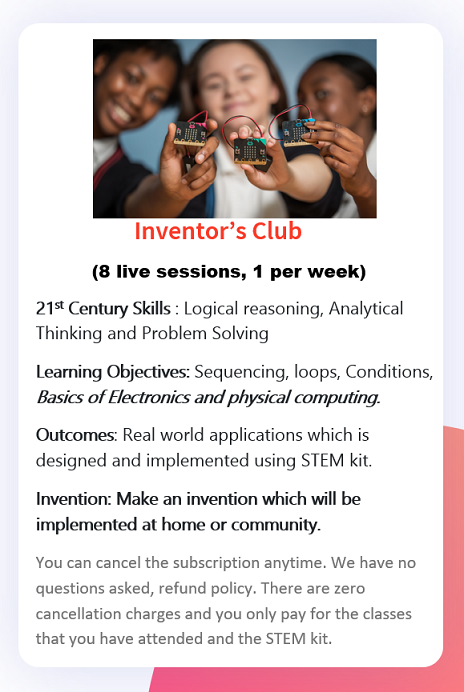 Inventor’s Club
(8 live sessions, 1 per week)
21st Century Skills : Logical reasoning, Analytical
Thinking and Problem Solving
Learning Objectives: Sequencing, loops, Conditions,
Basics of Electronics and physical computing.
Outcomes: Real world applications which is
designed and implemented using STEM kit.
Invention: Make an invention which will be
implemented at home or community.
You can cancel the subscription anytime. We have no
questions asked, refund policy. There are zero
cancellation charges and you only pay for the classes
that you have attended and the STEM kit.